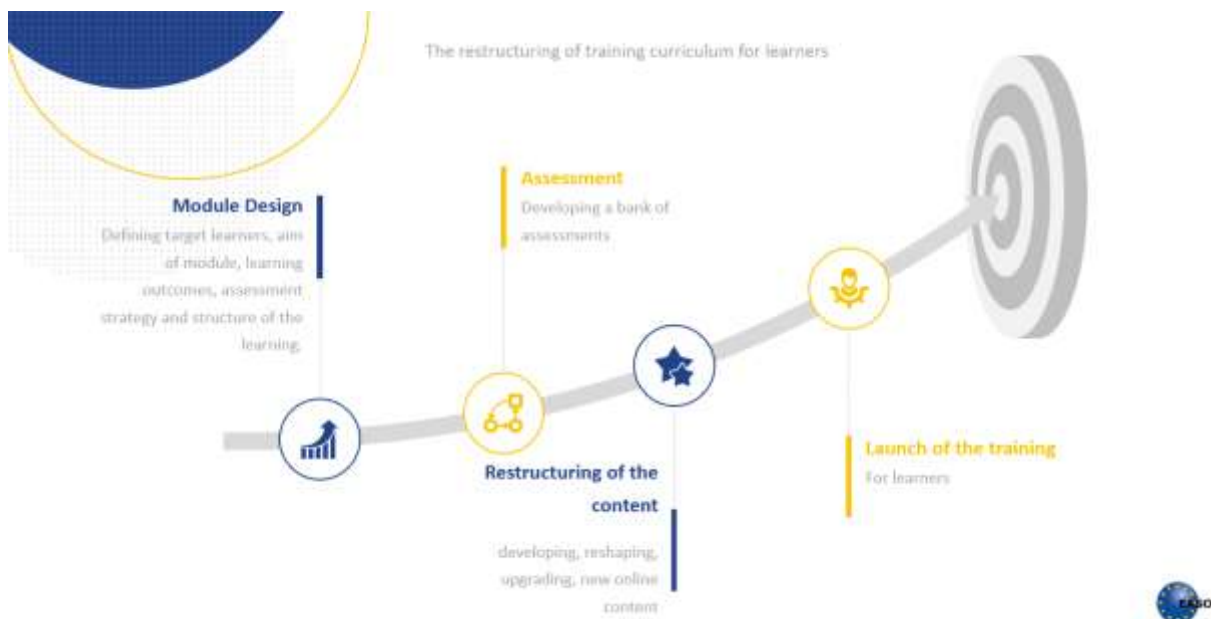 The restructuring of training curriculum for learners
Module Design
Defining target learners, aim
of module, learning
outcomes, assessment
strategy and structure of the
learning.
Assessment
Developing a bank of
assessments
Restructuring of the
content
developing, reshaping,
upgrading, new online
content
Launch of the training
For learners
EASO